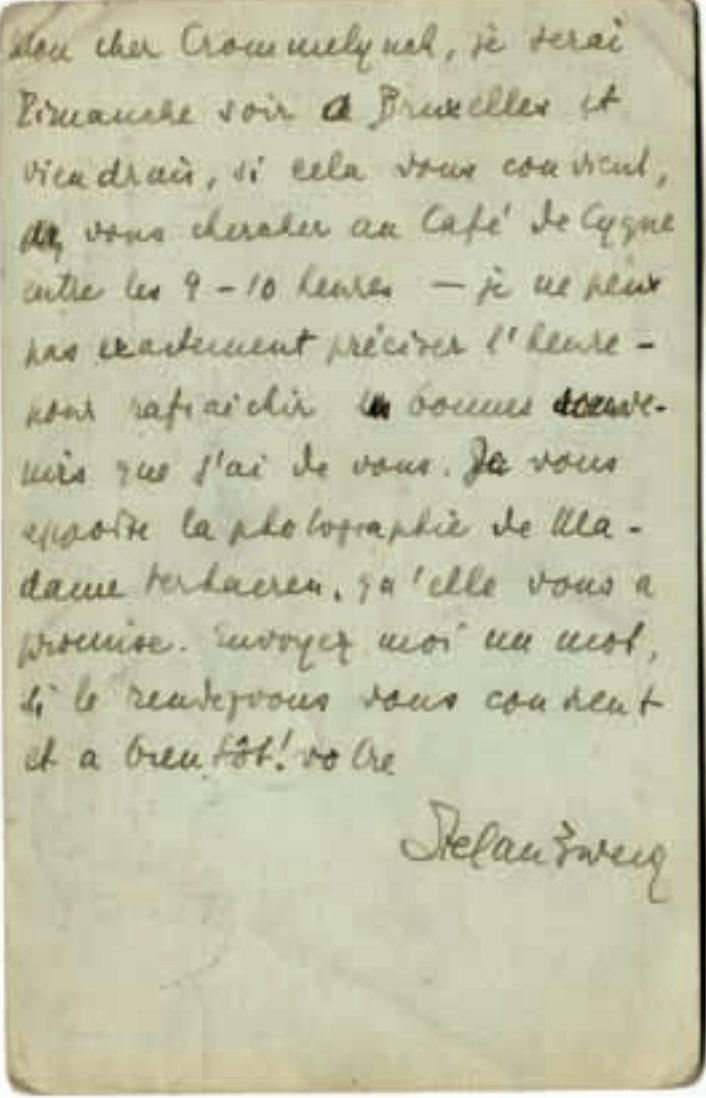 Mon cher Crommelynck, je serai
Dimanche soir a Bruxelles et
viendrais, si cela vous convient,
vous chercher au Café de Cygne
entre les 9-10 heures — je ne peux
pas exactement préciser l'heure -
pour rafraichir les bonnes souve-
nirs que j'ai de vous. Je vous
apporte la photographie de Ma-
dame Verhaeren, qu'elle vous a
promise. Envoyez moi un mot,
si le rendezvous vous convient
et a bientôt! votre
Stefan Zweig